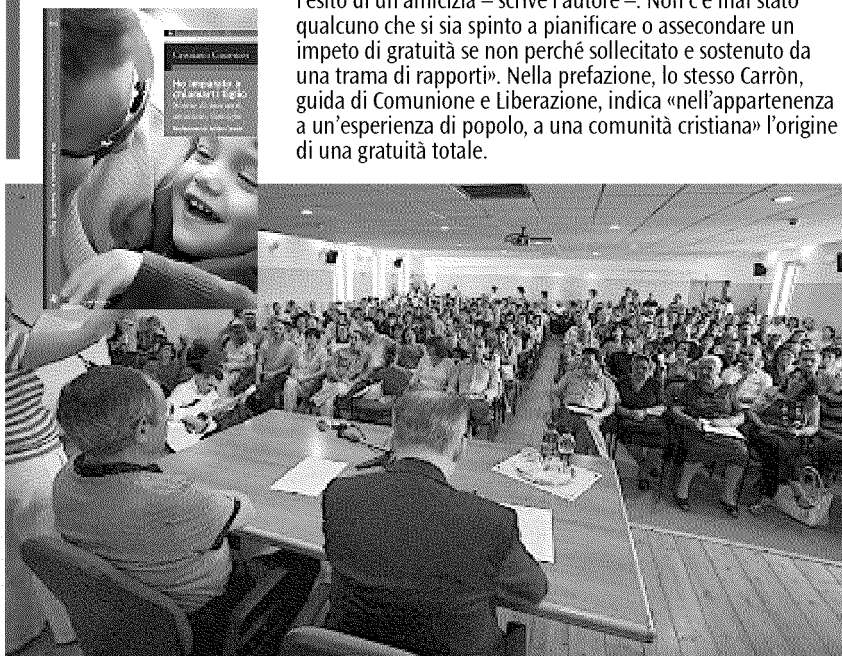 l'esito di un'amicizia – scrive l'autore –. Non c'è mai stato
qualcuno che si sia spinto a pianificare o assecondare un
impeto di gratuità se non perché sollecitato e sostenuto da
una trama di rapporti». Nella prefazione, lo stesso Carròn,
guida di Comunione e Liberazione, indica «nell'appartenenza
a un'esperienza di popolo, a una comunità cristiana» l'origine
di una gratuità totale.
Ho imparato a
chiamarti figlio